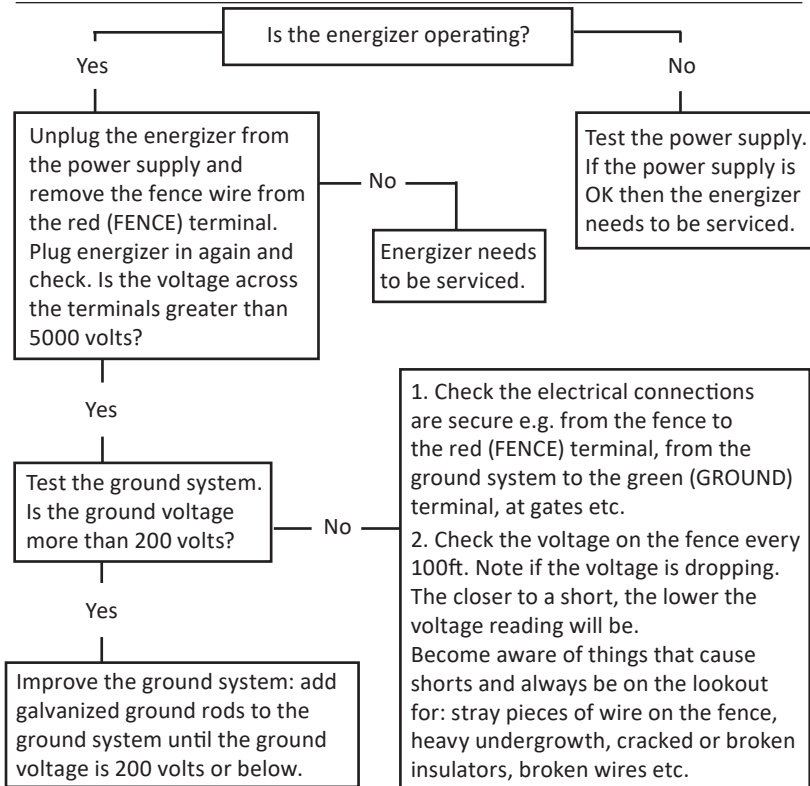 Is the energizer operating?
Yes
No
Unplug the energizer from
the power supply and
remove the fence wire from
the red (FENCE) terminal.
Plug energizer in again and
check. Is the voltage across
the terminals greater than
5000 volts?
No
Energizer needs
to be serviced.
Test the power supply.
If the power supply is
OK then the energizer
needs to be serviced.
Yes
Test the ground system.
Is the ground voltage
more than 200 volts?
No
1. Check the electrical connections
are secure e.g. from the fence to
the red (FENCE) terminal, from the
ground system to the green (GROUND)
terminal, at gates etc.
2. Check the voltage on the fence every
100ft. Note if the voltage is dropping.
The closer to a short, the lower the
voltage reading will be.
Become aware of things that cause
shorts and always be on the lookout
for: stray pieces of wire on the fence,
heavy undergrowth, cracked or broken
insulators, broken wires etc.
Yes
Improve the ground system: add
galvanized ground rods to the
ground system until the ground
voltage is 200 volts or below.